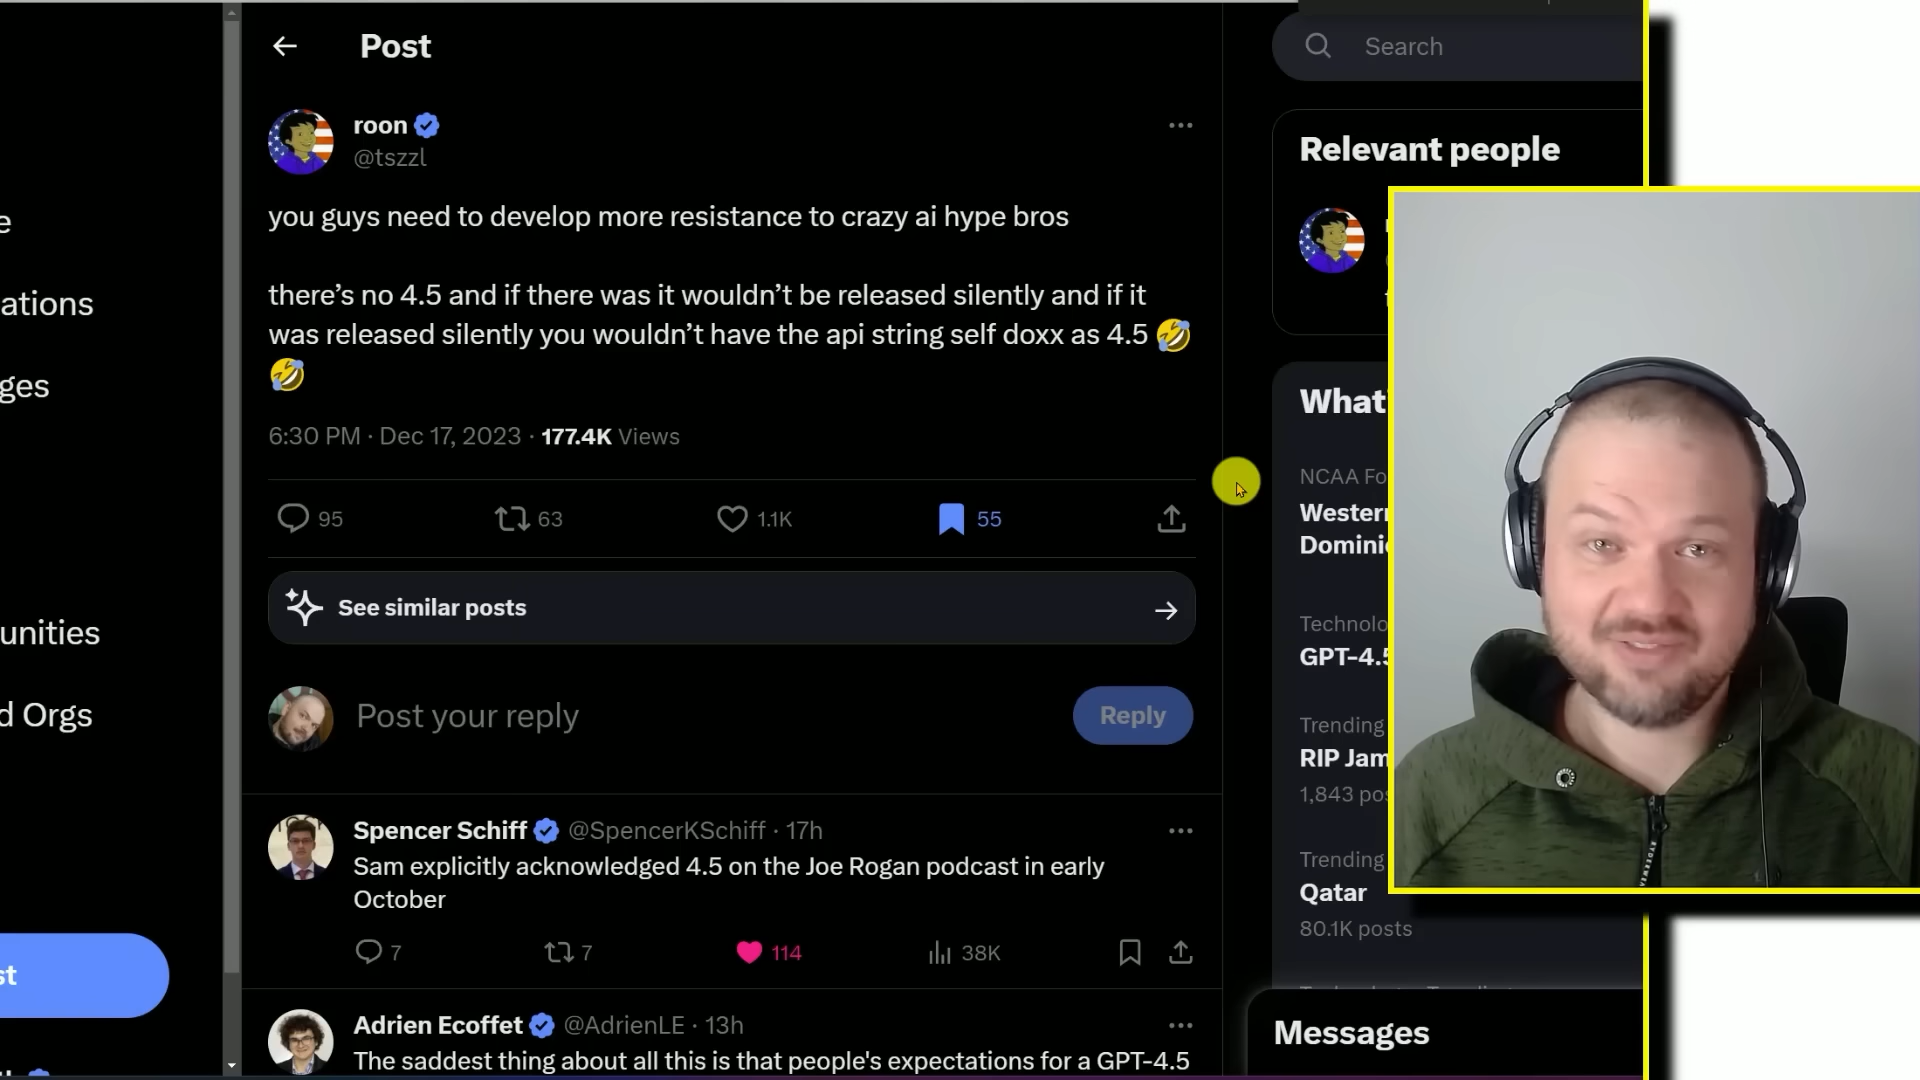 Post
Search
roon
@tszzl
you guys need to develop more resistance to crazy ai hype bros
there's no 4.5 and if there was it wouldn't be released silently and if it
was released silently you wouldn't have the api string self doxx as 4.5 🤣
🤣
6:30 PM · Dec 17, 2023 · 177.4K Views
95
63
1.1K
55
See similar posts
Post your reply
Reply
Spencer Schiff @SpencerKSchiff · 17h
Sam explicitly acknowledged 4.5 on the Joe Rogan podcast in early
October
7
7
114
38K
Adrien Ecoffet @AdrienLE · 13h
The saddest thing about all this is that people's expectations for a GPT-4.5
e
ations
ges
unities
d Orgs
st
Relevant people
What'
NCAA Fo
Western
Dominic
Technolo
GPT-4.5
Trending
RIP Jam
1,843 pos
Trending
Qatar
80.1K posts
Messages